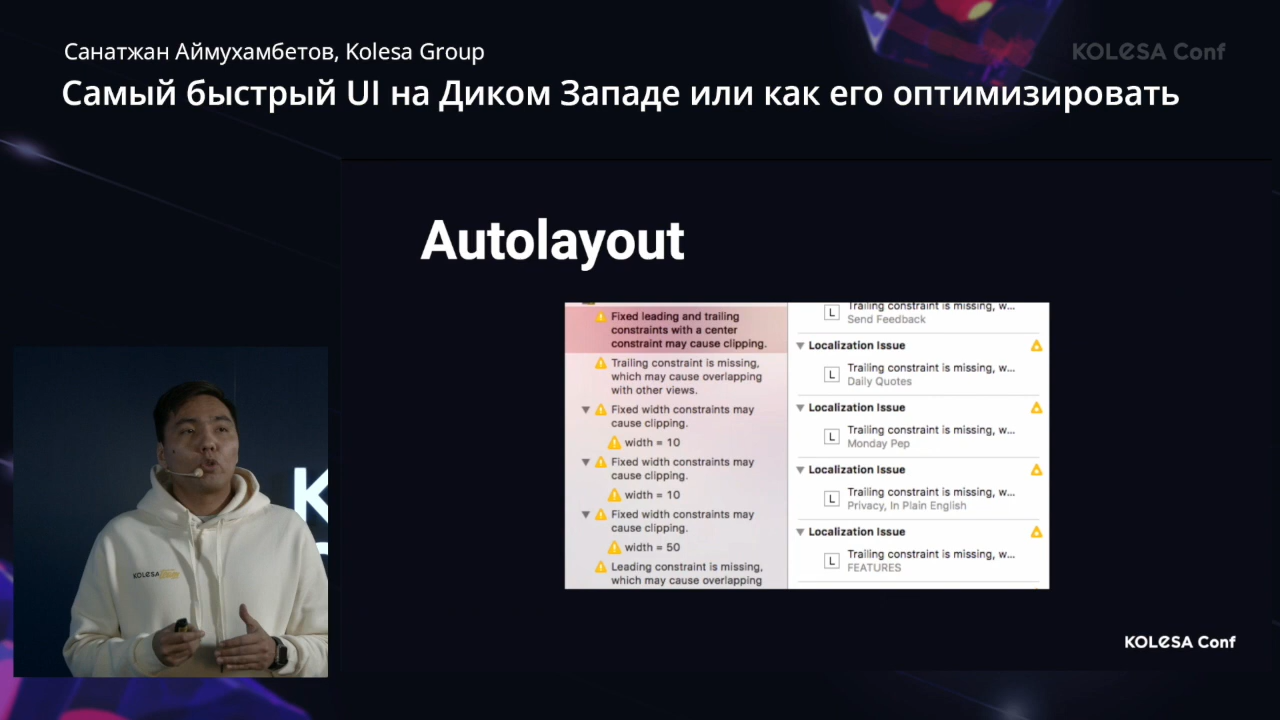 Санатжан Аймухамбетов, Kolesa Group
KOLESA Conf
Самый быстрый UI на Диком Западе или как его оптимизировать
Autolayout
Fixed leading and trailing
constraints with a center
constraint may cause clipping.
Trailing constraint is missing,
which may cause overlapping
with other views.
Fixed width constraints may
cause clipping.
width = 10
Fixed width constraints may
cause clipping.
width = 10
Fixed width constraints may
cause clipping.
width = 50
Leading constraint is missing,
which may cause overlapping
Trailing constraint is missing, w...
L
Send Feedback
Localization Issue
Trailing constraint is missing, w...
L
Daily Quotes
Localization Issue
Trailing constraint is missing, w...
L
Monday Pep
Localization Issue
Trailing constraint is missing, w...
L
Privacy, In Plain English
Localization Issue
Trailing constraint is missing, w...
L
FEATURES
K
KOLESA
KOLESA Conf